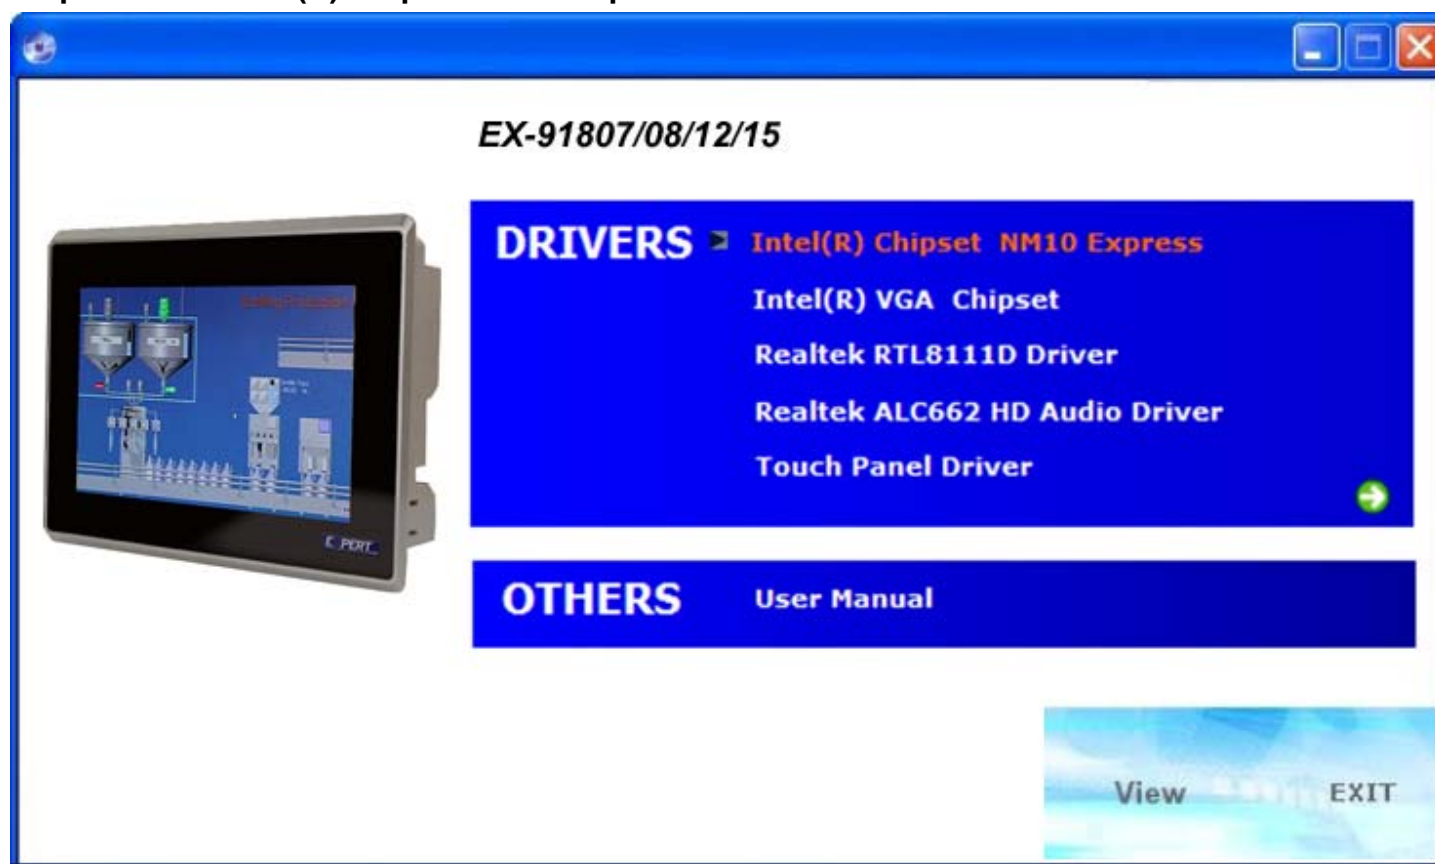 EX-91807/08/12/15
DRIVERS
Intel(R) Chipset NM10 Express
Intel(R) VGA Chipset
Realtek RTL8111D Driver
Realtek ALC662 HD Audio Driver
Touch Panel Driver
OTHERS
User Manual
View
EXIT